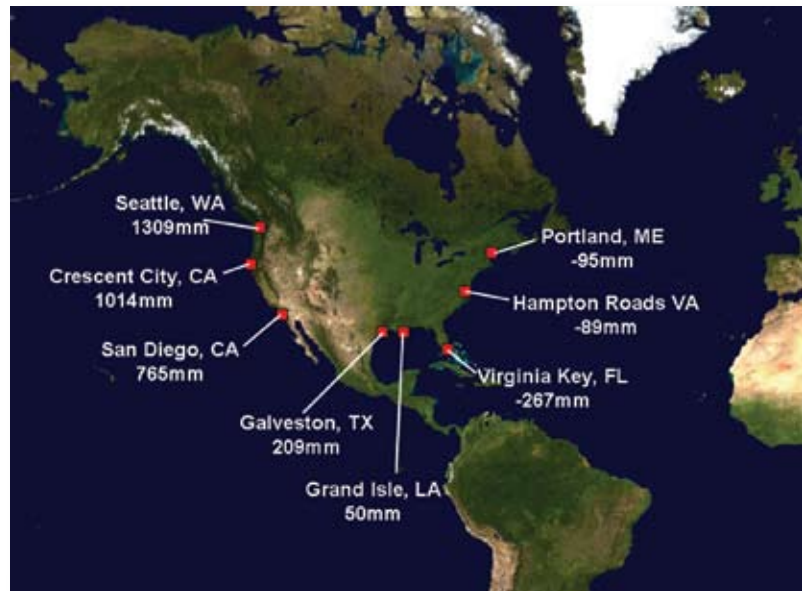 Seattle, WA
1309mm
Crescent City, CA
1014mm
San Diego, CA
765mm
Galveston, TX
209mm
Grand Isle, LA
50mm
Portland, ME
-95mm
Hampton Roads VA
-89mm
Virginia Key, FL
-267mm